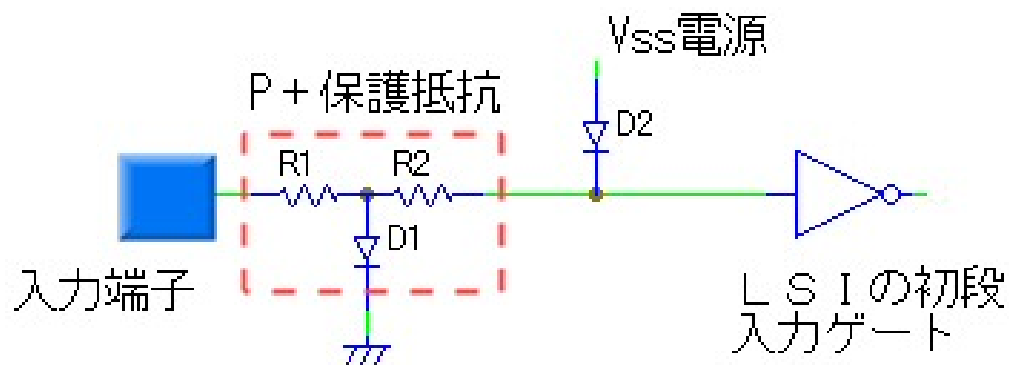 Vss電源
P+保護抵抗
R1
R2
D2
D1
入力端子
LSIの初段
入力ゲート